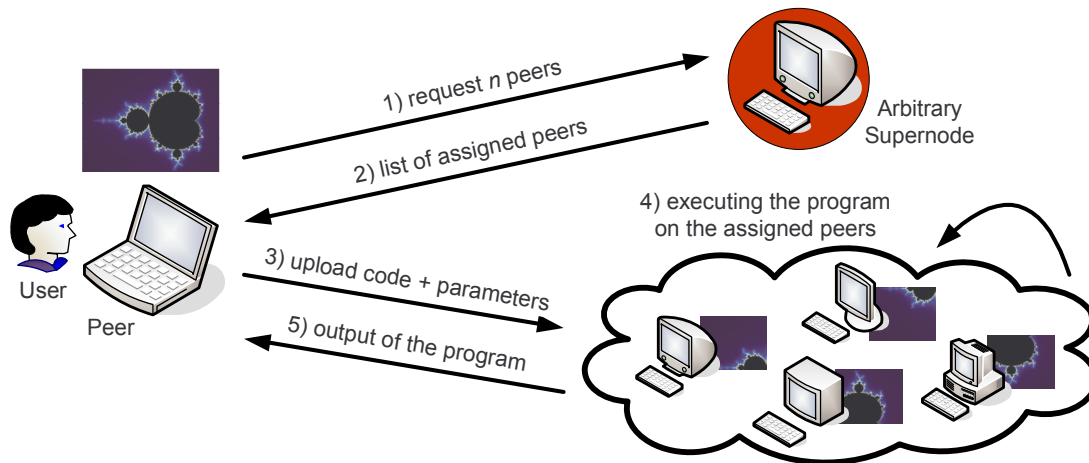 1) request n peers
Arbitrary
Supernode
2) list of assigned peers
4) executing the program
on the assigned peers
User
Peer
3) upload code + parameters
5) output of the program